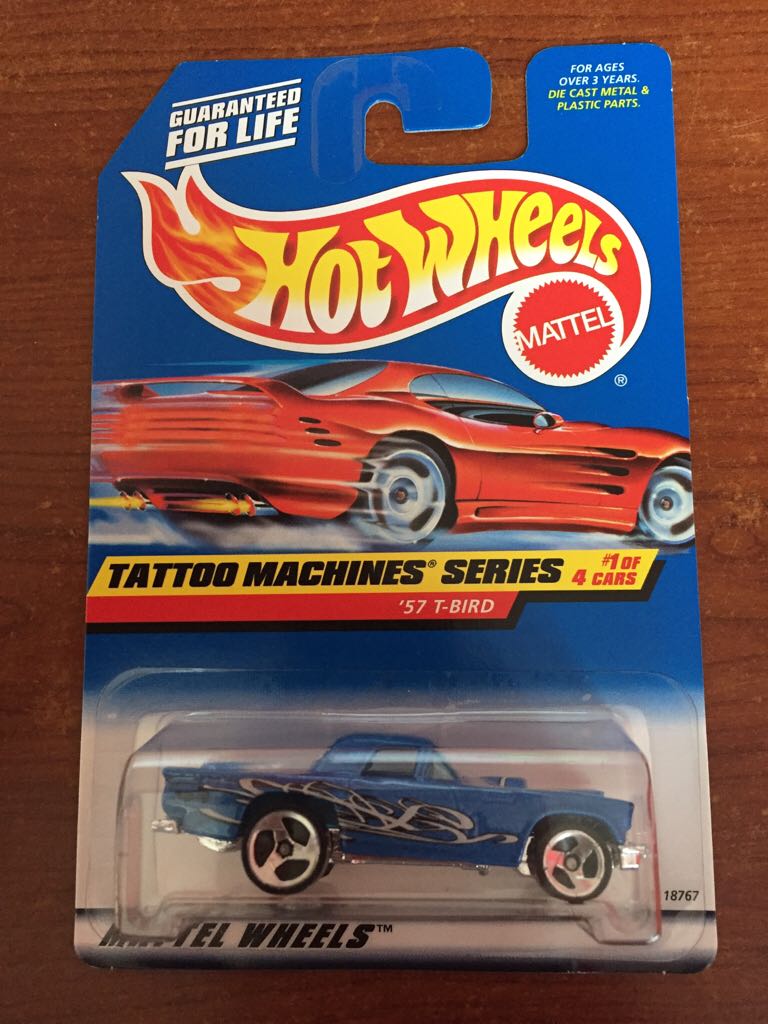 GUARANTEED
FOR LIFE
FOR AGES
OVER 3 YEARS.
DIE CAST METAL &
PLASTIC PARTS.
HOT WHEELS
MATTEL
®
TATTOO MACHINES® SERIES
#1 OF
4 CARS
'57 T-BIRD
18767
MATTEL WHEELS™